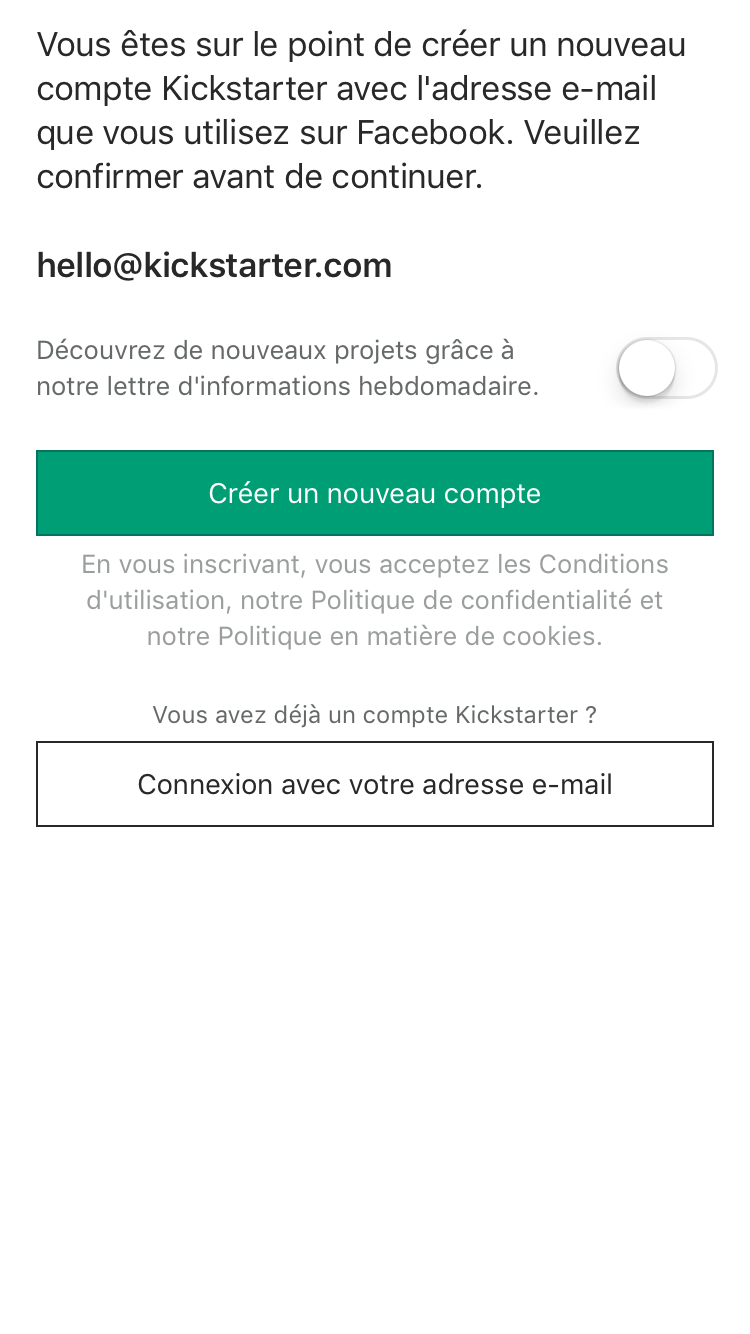 Vous êtes sur le point de créer un nouveau
compte Kickstarter avec l'adresse e-mail
que vous utilisez sur Facebook. Veuillez
confirmer avant de continuer.
hello@kickstarter.com
Découvrez de nouveaux projets grâce à
notre lettre d'informations hebdomadaire.
Créer un nouveau compte
En vous inscrivant, vous acceptez les Conditions
d'utilisation, notre Politique de confidentialité et
notre Politique en matière de cookies.
Vous avez déjà un compte Kickstarter ?
Connexion avec votre adresse e-mail